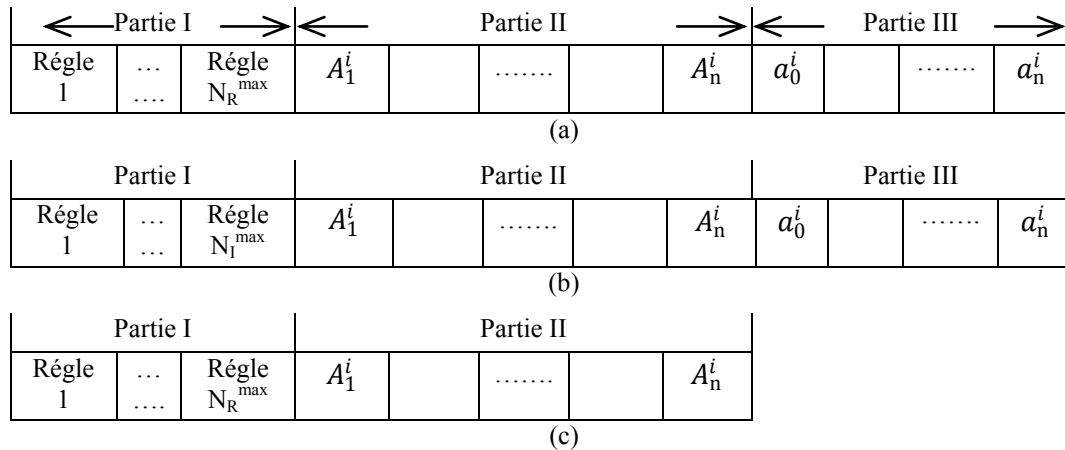 Partie I Partie II Partie III
Régle … Régle $A_1^i$ ……. $A_n^i$ $a_0^i$ ……. $a_n^i$
1 …. N_R^max
(a)
Partie I Partie II Partie III
Régle … Régle $A_1^i$ ……. $A_n^i$ $a_0^i$ ……. $a_n^i$
1 … N_I^max
(b)
Partie I Partie II
Régle … Régle $A_1^i$ ……. $A_n^i$
1 …. N_R^max
(c)